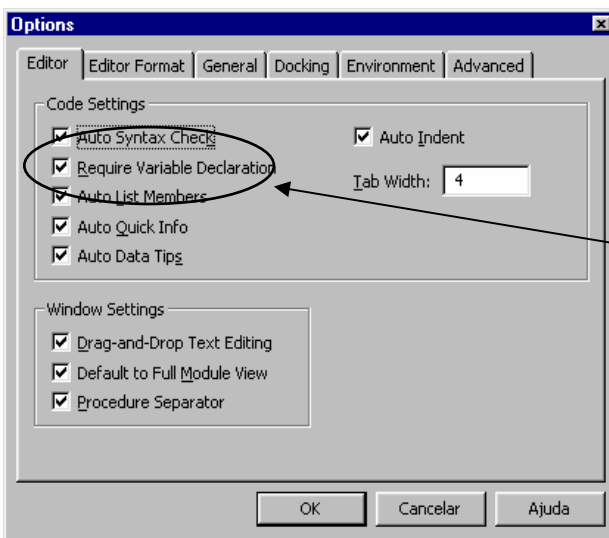 Options
Editor Editor Format General Docking Environment Advanced
Code Settings
Auto Syntax Check Auto Indent
Require Variable Declaration
Tab Width: 4
Auto List Members
Auto Quick Info
Auto Data Tips
Window Settings
Drag-and-Drop Text Editing
Default to Full Module View
Procedure Separator
OK Cancelar Ajuda